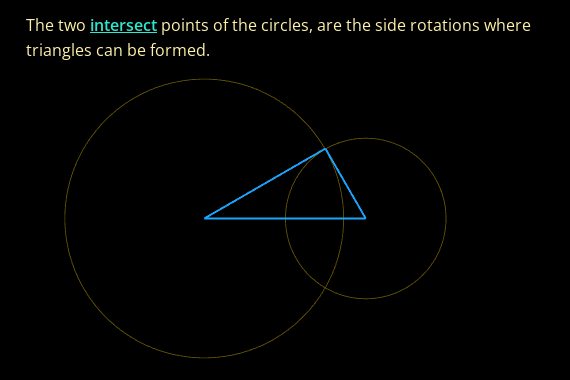 The two intersect points of the circles, are the side rotations where
triangles can be formed.